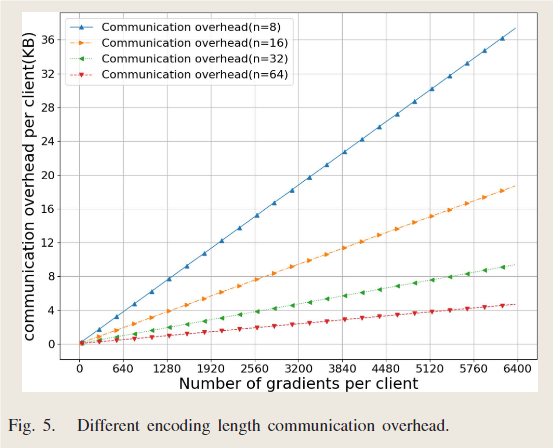 Communication overhead(n=8)
Communication overhead(n=16)
Communication overhead(n=32)
Communication overhead(n=64)
communication overhead per client(KB)
36
32
28
24
20
16
12
8
4
0
0 640 1280 1920 2560 3200 3840 4480 5120 5760 6400
Number of gradients per client
Fig. 5. Different encoding length communication overhead.